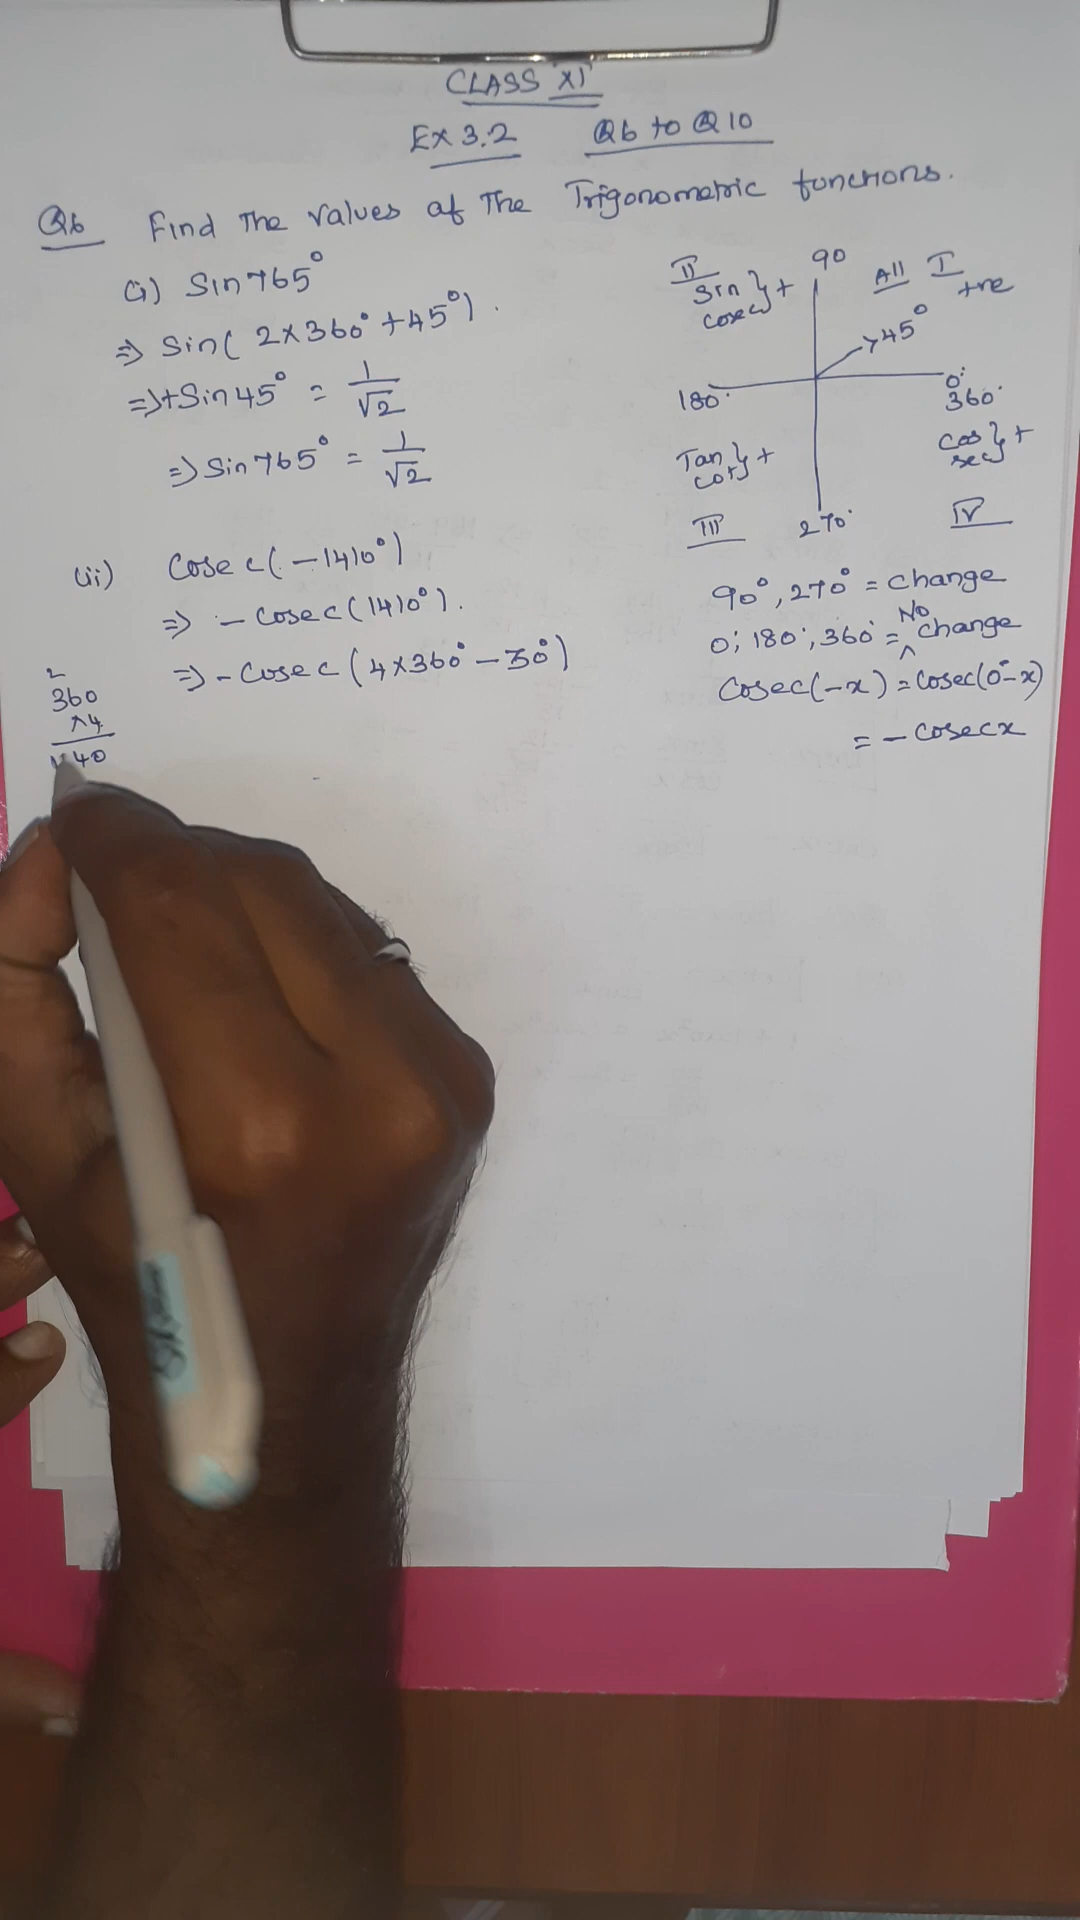 CLASS XI
EX 3.2 Q6 to Q10
Q6 Find The values of The Trigonometric functions.
(i) Sin 765°
⇒ Sin( 2×360° +45°).
⇒+Sin 45° = 1/√2
⇒ Sin 765° = 1/√2
(ii) Cosec(-1410°)
⇒ - Cosec(1410°).
⇒ - Cosec (4×360° - 30°)
2
360
×4
1440
90
II
Sin } +
cosec
All I
+ve
45°
180°
0°
360°
Tan } +
cot
cos } +
sec
III
270°
IV
90°, 270° = change
0°, 180°, 360° = No change
Cosec(-x) = Cosec(0°-x)
= - Cosecx